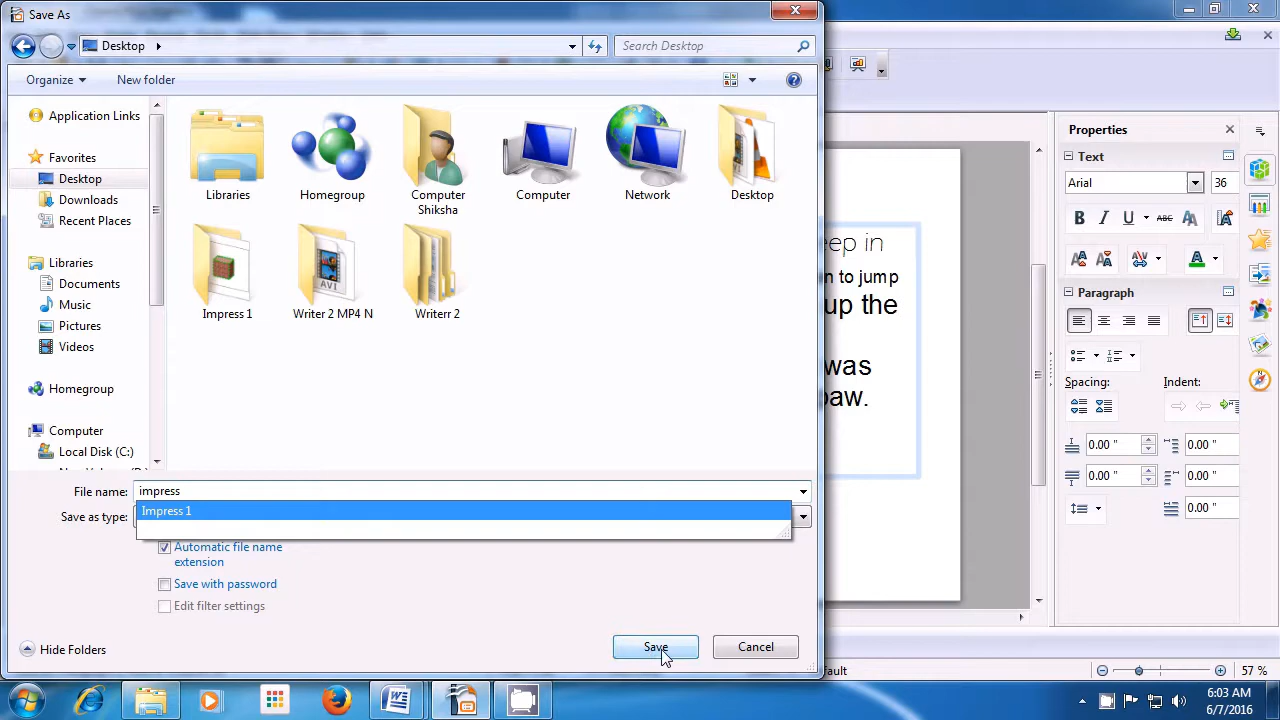 Save As
Desktop
Search Desktop
Organize
New folder
Application Links
Favorites
Desktop
Downloads
Recent Places
Libraries
Documents
Music
Pictures
Videos
Homegroup
Computer
Local Disk (C:)
Libraries
Homegroup
Computer
Shiksha
Computer
Network
Desktop
Impress 1
AVI
Writer 2 MP4 N
Writerr 2
File name:
impress
Impress 1
Save as type:
Automatic file name
extension
Save with password
Edit filter settings
Hide Folders
Save
Cancel
eep in
n to jump
up the
was
paw.
Properties
Text
Arial
36
B I U ABC A
Paragraph
Spacing:
Indent:
0.00 "
0.00 "
0.00 "
0.00 "
0.00 "
fault
57 %
W
6:03 AM
6/7/2016